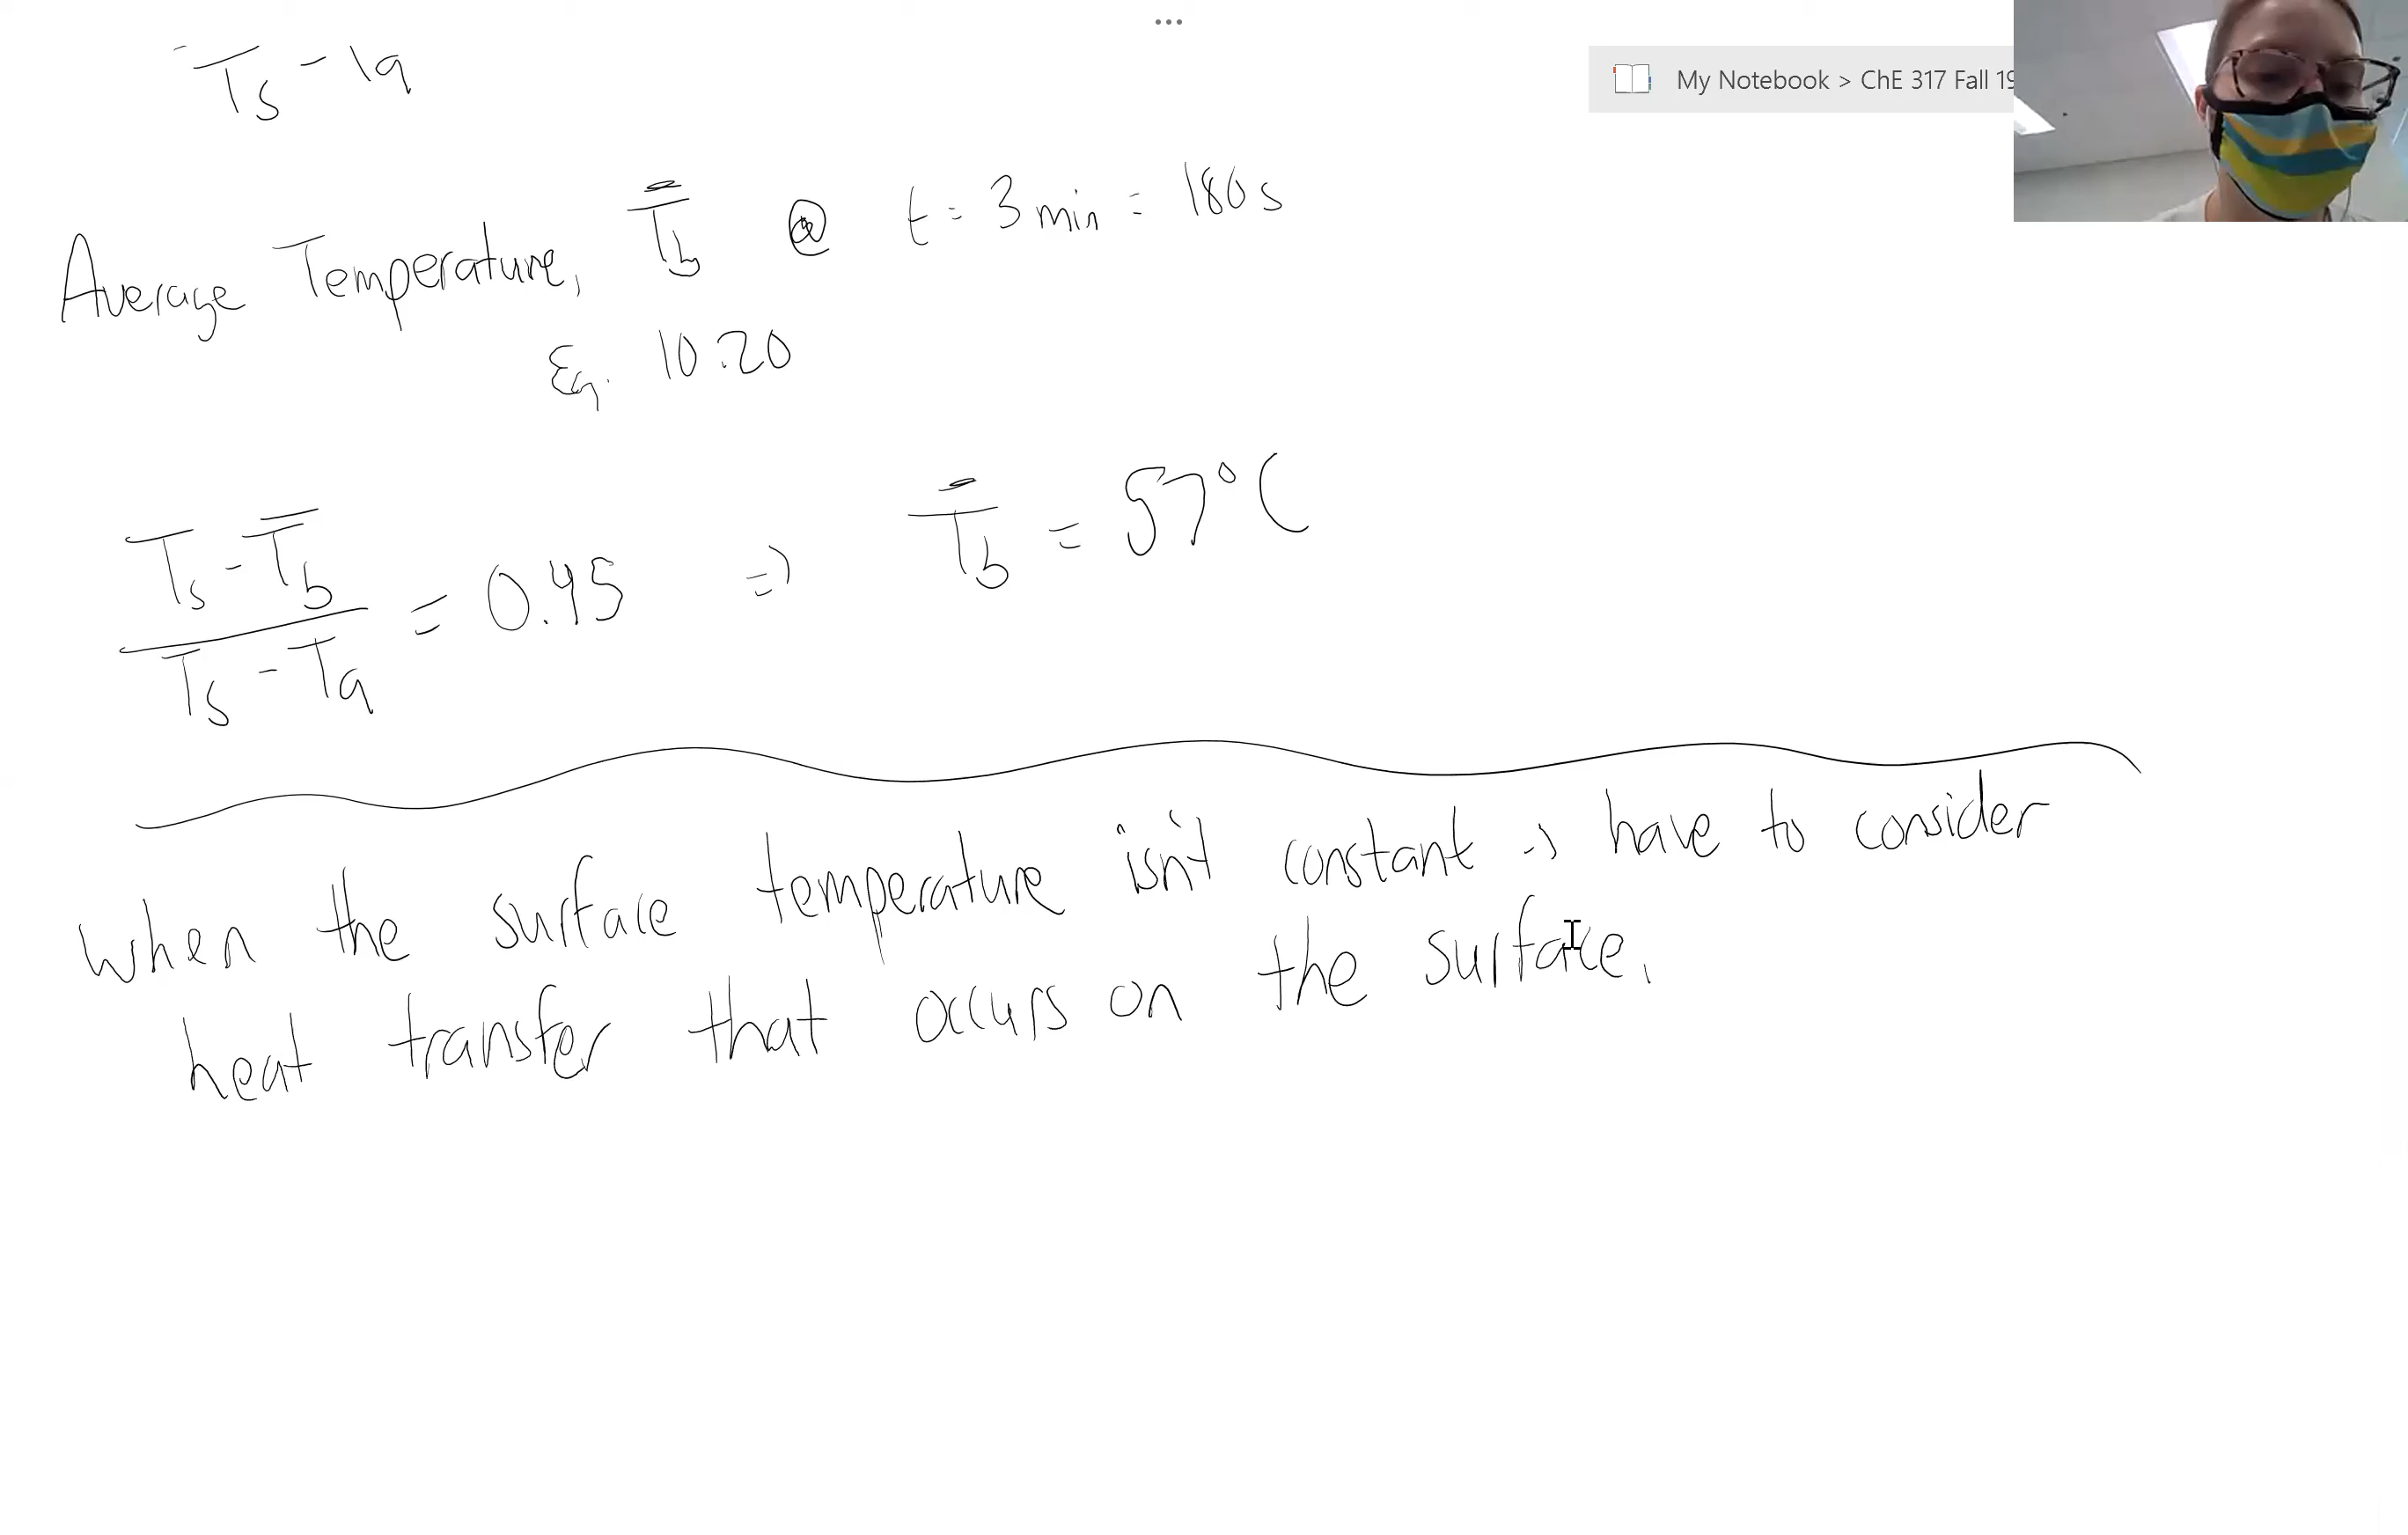 ...
My Notebook > ChE 317 Fall 19
Ts - Ta
Average Temperature, T̄b @ t = 3 min = 180 s
Eq. 10.20
Ts - T̄b
Ts - Ta
= 0.45 ⇒ T̄b = 57°C
When the surface temperature isn't constant → have to consider
heat transfer that occurs on the surface.